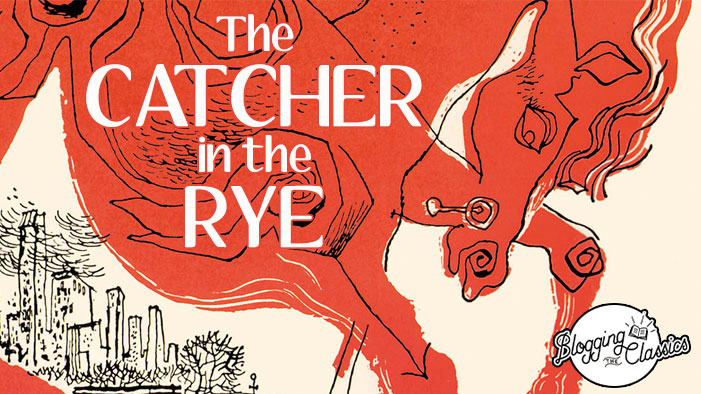 The
CATCHER
in the
RYE
Blogging
THE
Classics